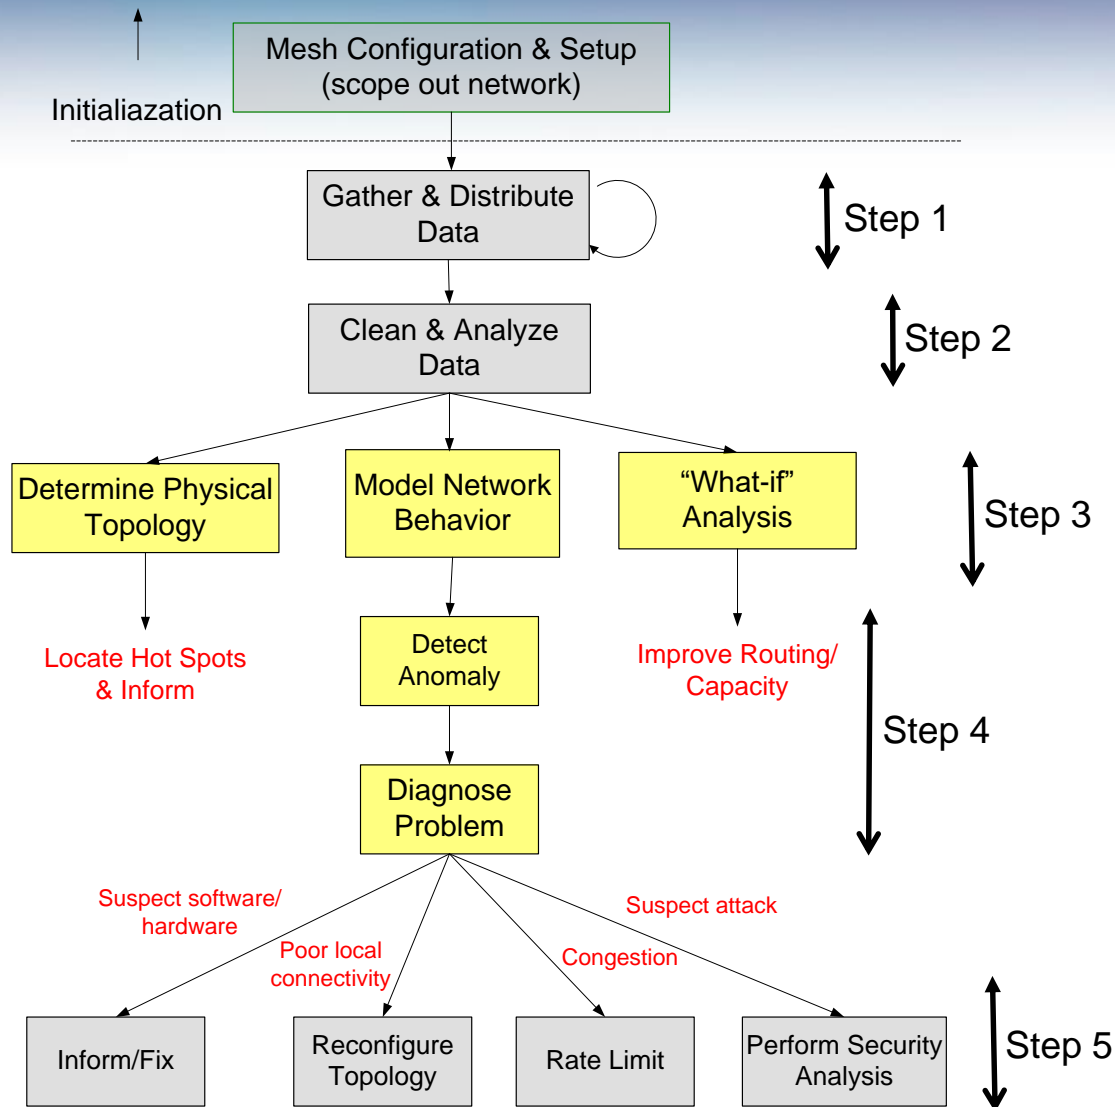 Mesh Configuration & Setup
(scope out network)
Initialiazation
Gather & Distribute
Data
Step 1
Clean & Analyze
Data
Step 2
Determine Physical
Topology
Model Network
Behavior
“What-if”
Analysis
Step 3
Locate Hot Spots
& Inform
Detect
Anomaly
Improve Routing/
Capacity
Step 4
Diagnose
Problem
Suspect software/
hardware
Poor local
connectivity
Congestion
Suspect attack
Inform/Fix
Reconfigure
Topology
Rate Limit
Perform Security
Analysis
Step 5